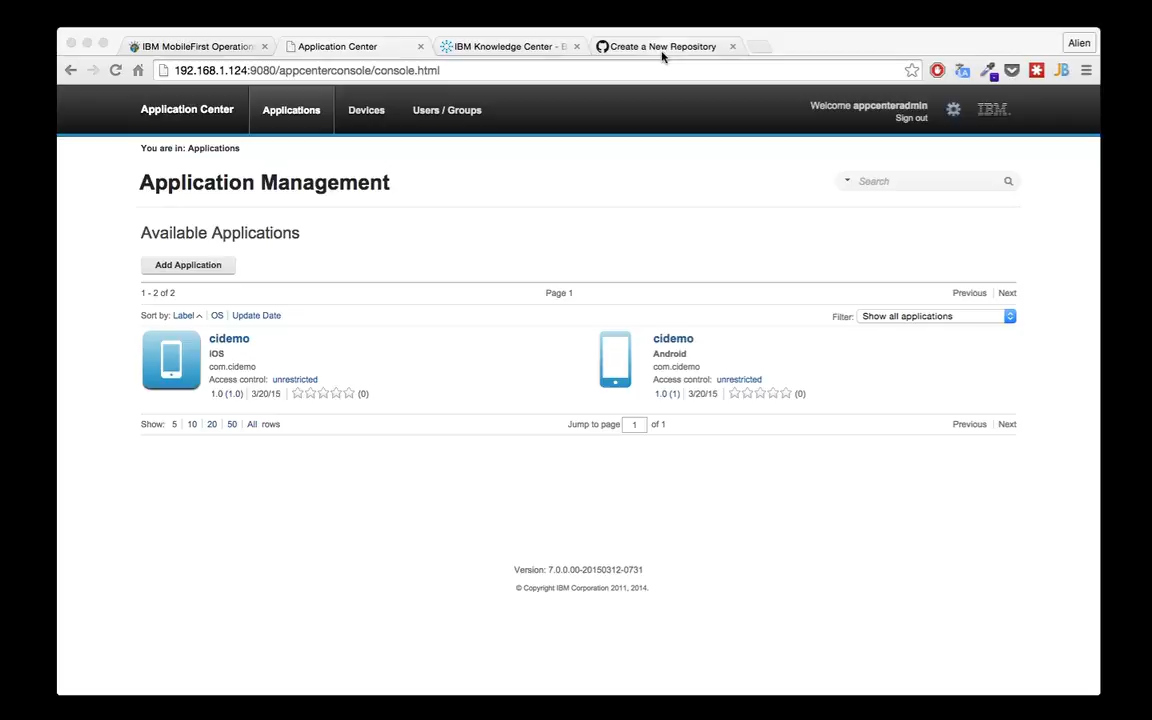 IBM MobileFirst Operation
Application Center
IBM Knowledge Center - E
Create a New Repository
Alien
192.168.1.124:9080/appcenterconsole/console.html
JB
Application Center
Applications
Devices
Users / Groups
Welcome appcenteradmin
Sign out
IBM.
You are in: Applications
Application Management
Search
Available Applications
Add Application
1 - 2 of 2
Page 1
Previous | Next
Sort by: Label | OS | Update Date
Filter: Show all applications
cidemo
iOS
com.cidemo
Access control: unrestricted
1.0 (1.0) | 3/20/15 | (0)
cidemo
Android
com.cidemo
Access control: unrestricted
1.0 (1) | 3/20/15 | (0)
Show: 5 10 20 50 All rows
Jump to page 1 of 1
Previous | Next
Version: 7.0.0.00-20150312-0731
© Copyright IBM Corporation 2011, 2014.